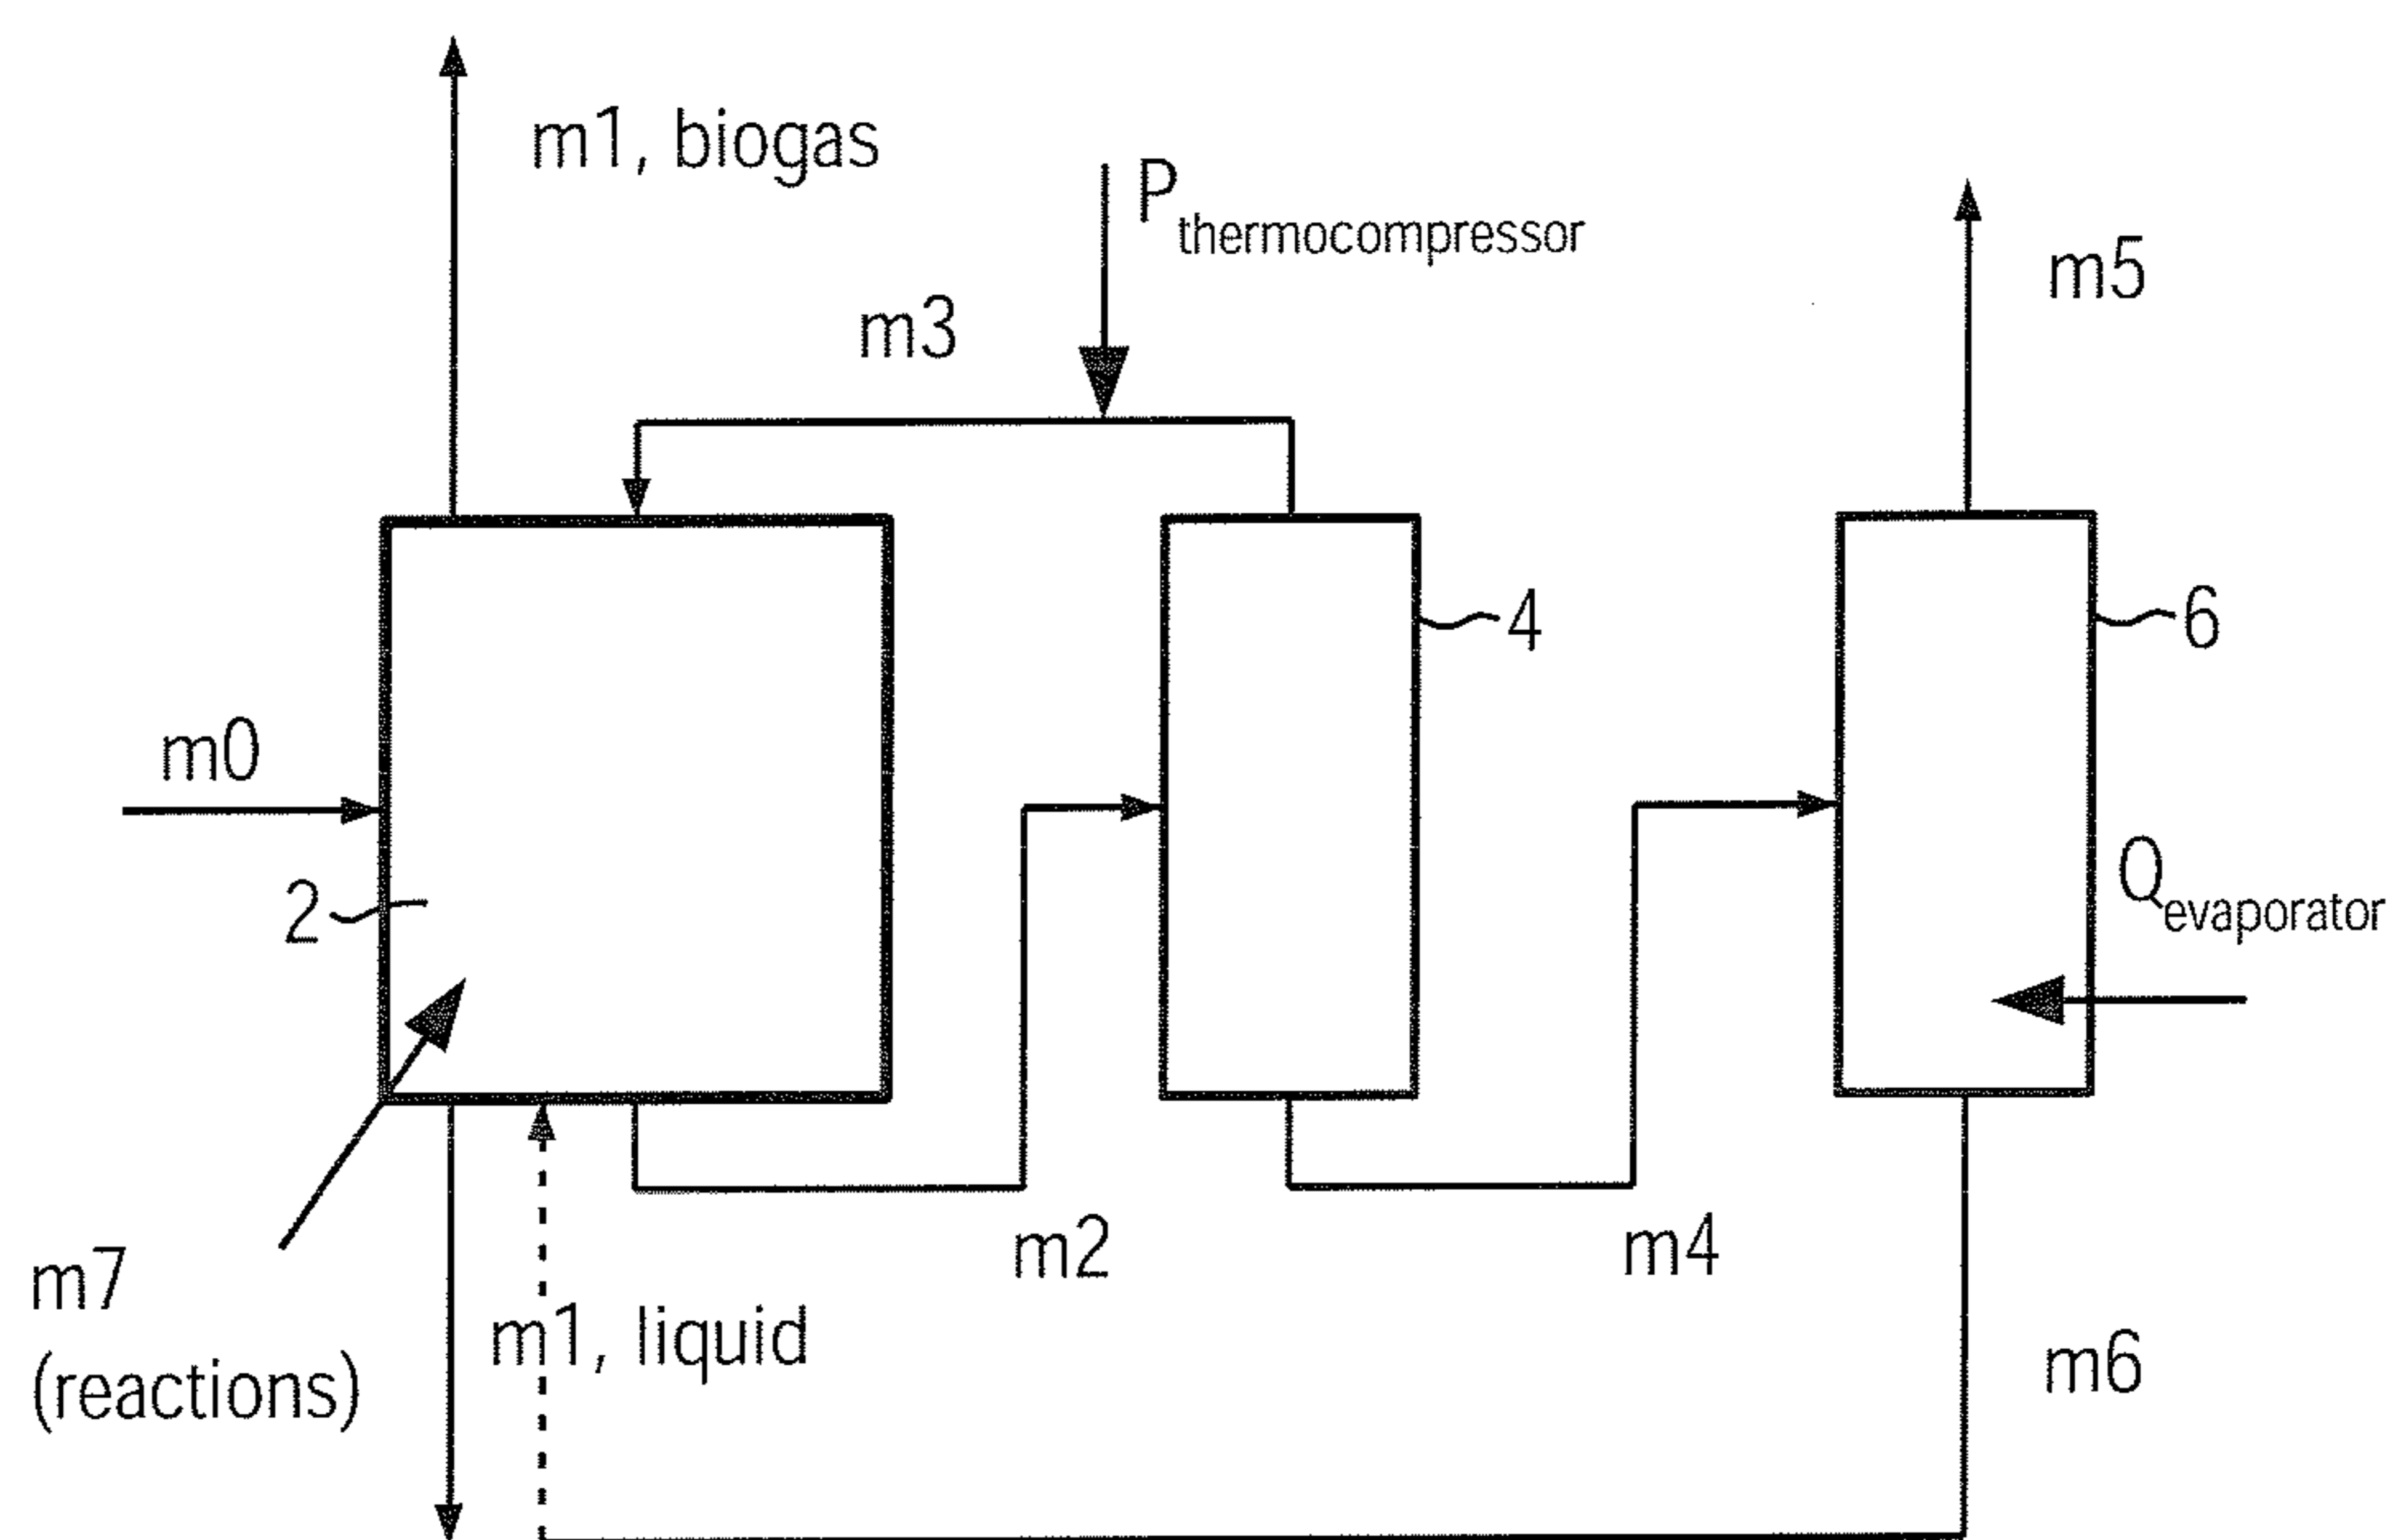 m1, biogas
P thermocompressor
m5
m3
4
6
m0
Q evaporator
2
m2
m4
m7
(reactions)
m1, liquid
m6